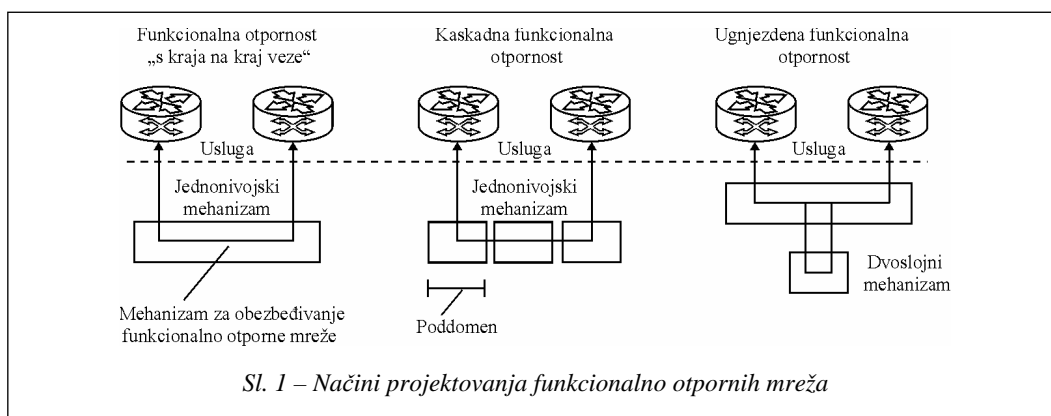 Funkcionalna otpornost
„s kraja na kraj veze“
Kaskadna funkcionalna
otpornost
Ugnjezdena funkcionalna
otpornost
Usluga
Usluga
Usluga
Jednonivojski
mehanizam
Jednonivojski
mehanizam
Dvoslojni
mehanizam
Mehanizam za obezbeđivanje
funkcionalno otporne mreže
Poddomen
Sl. 1 – Načini projektovanja funkcionalno otpornih mreža